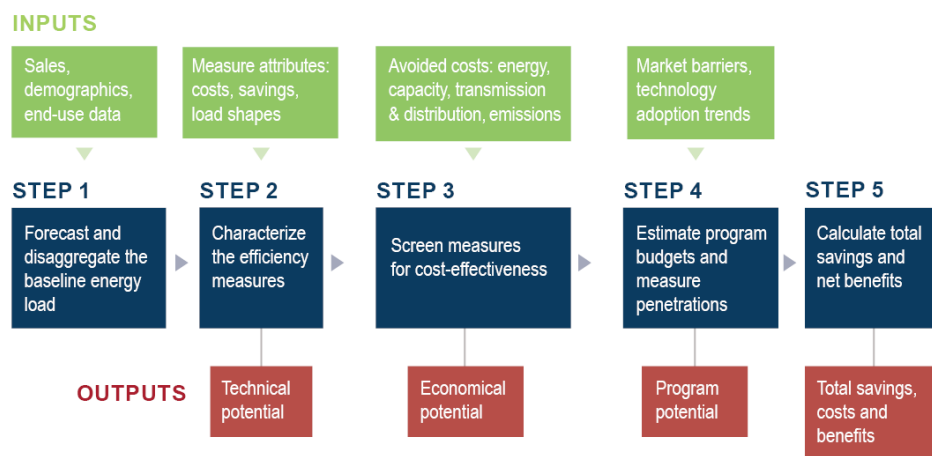 INPUTS
Sales,
demographics,
end-use data
Measure attributes:
costs, savings,
load shapes
Avoided costs: energy,
capacity, transmission
& distribution, emissions
Market barriers,
technology
adoption trends
STEP 1
Forecast and
disaggregate the
baseline energy
load
STEP 2
Characterize
the efficiency
measures
STEP 3
Screen measures
for cost-effectiveness
STEP 4
Estimate program
budgets and
measure
penetrations
STEP 5
Calculate total
savings and
net benefits
OUTPUTS
Technical
potential
Economical
potential
Program
potential
Total savings,
costs and
benefits